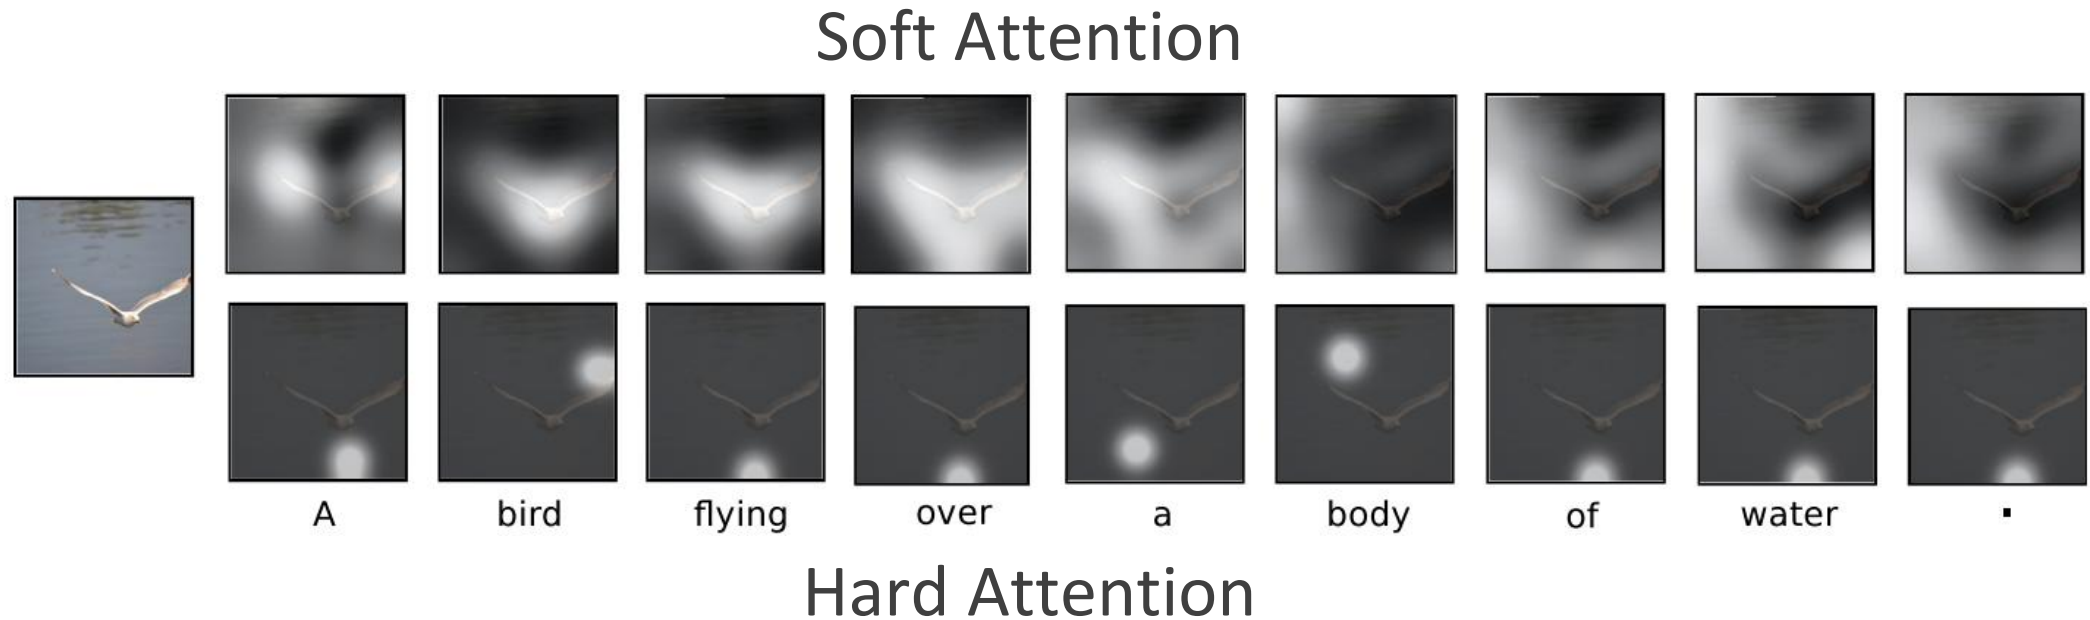 Soft Attention
A bird flying over a body of water .
Hard Attention